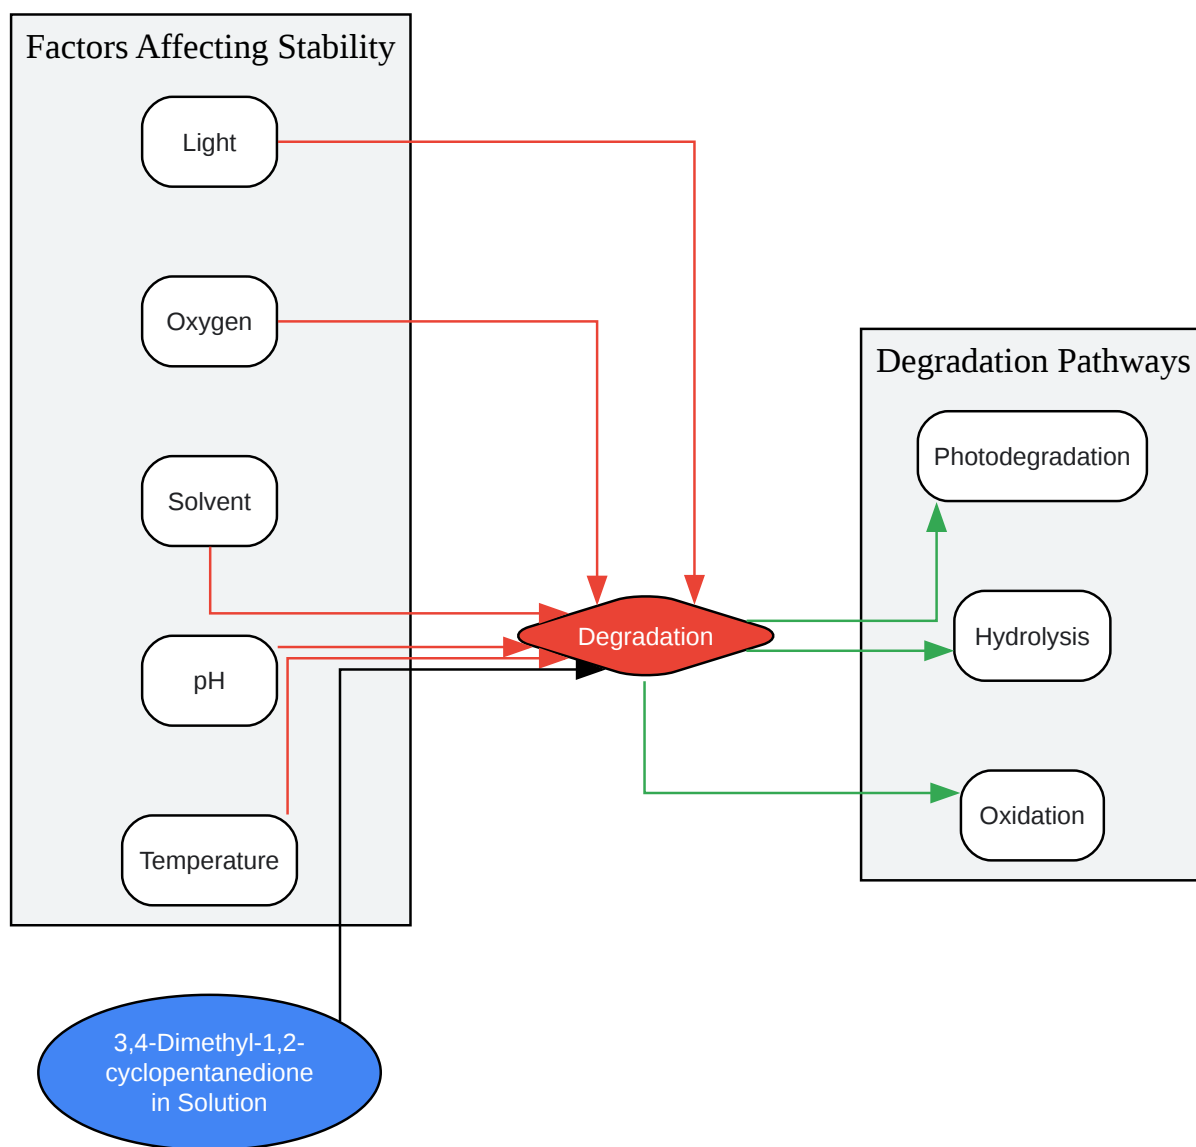 Factors Affecting Stability
Light
Oxygen
Solvent
pH
Temperature
3,4-Dimethyl-1,2-
cyclopentanedione
in Solution
Degradation
Degradation Pathways
Photodegradation
Hydrolysis
Oxidation